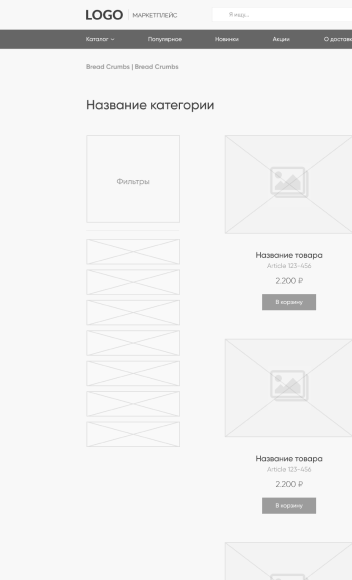 LOGO МАРКЕТПЛЕЙС Я ищу...
Каталог Популярное Новинки Акции О доставк
Bread Crumbs | Bread Crumbs
Название категории
Фильтры
Название товара
Article 123-456
2.200 ₽
В корзину
Название товара
Article 123-456
2.200 ₽
В корзину